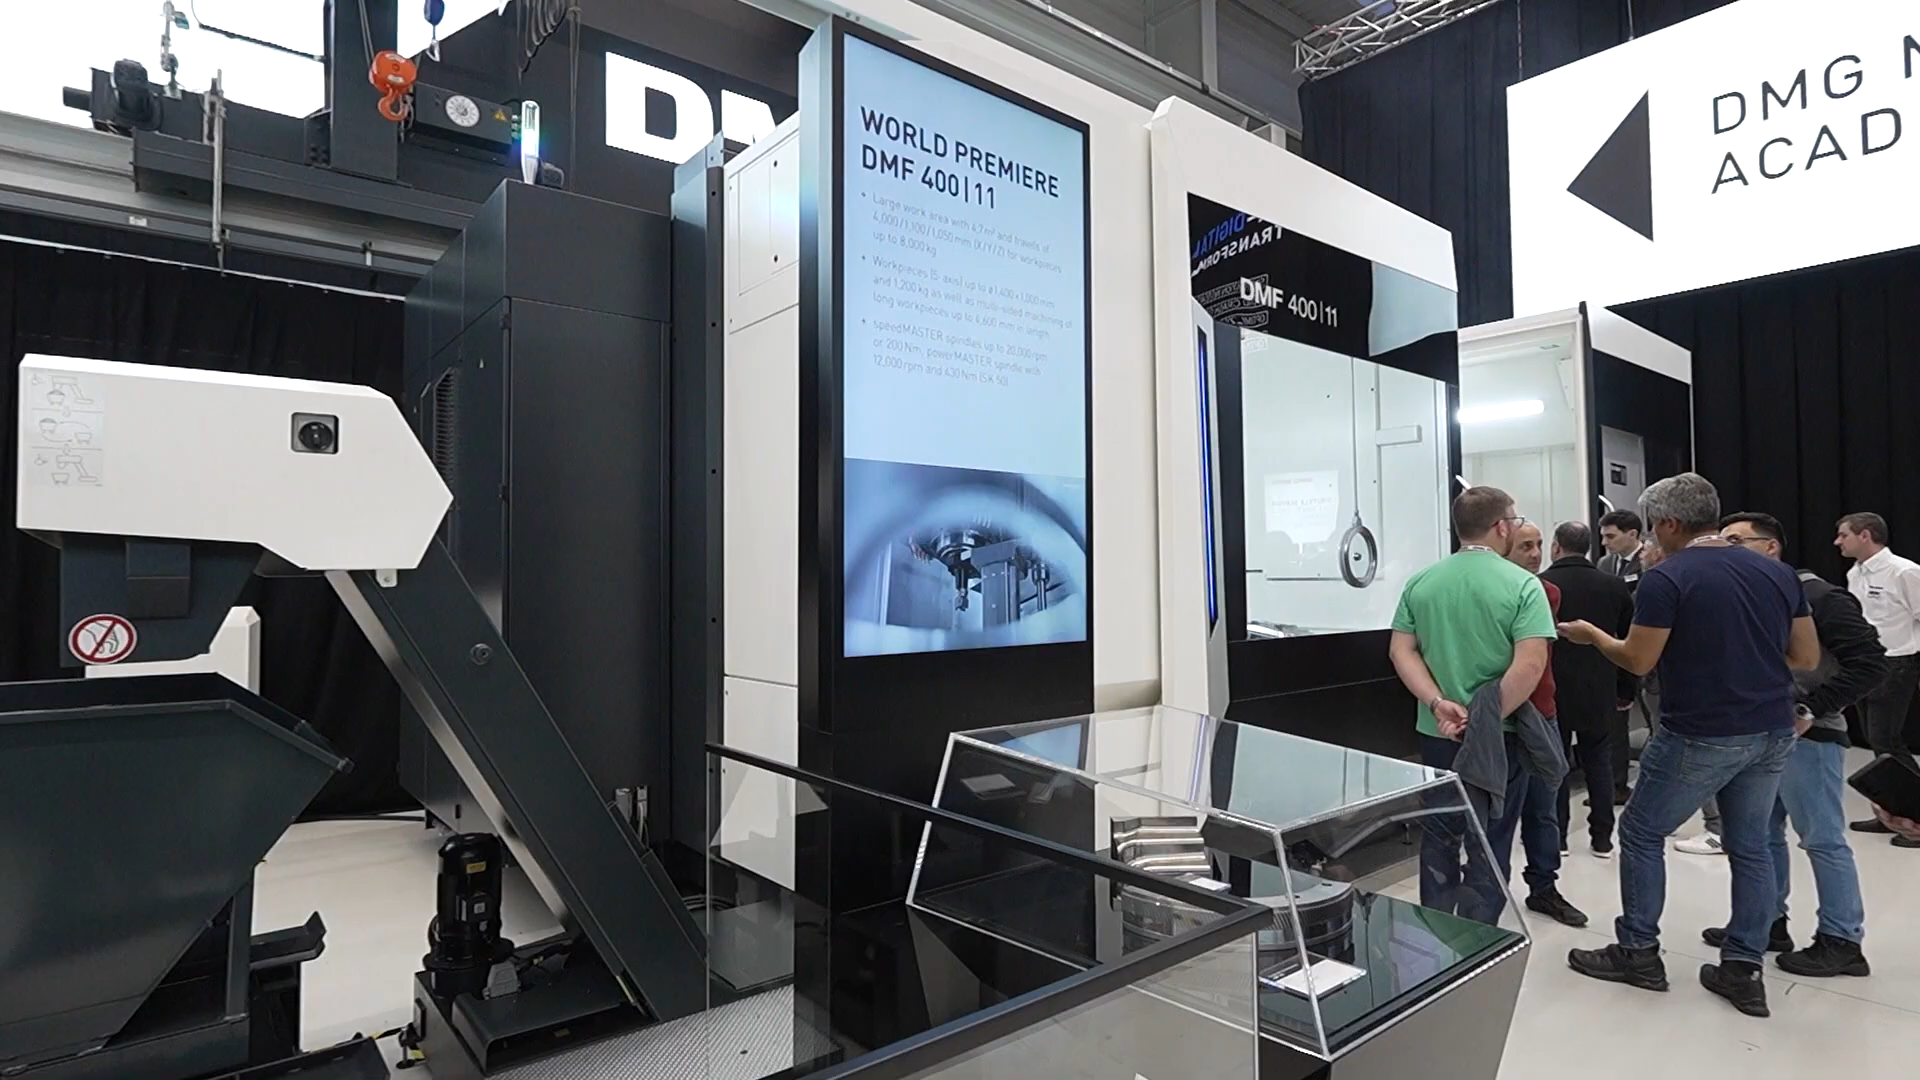 WORLD PREMIERE
DMF 400|11
• Large work area with 4.2 m² and travels of
4,000 / 1,100 / 1,050 mm (X/Y/Z) for workpieces
up to 8,000 kg
• Workpieces (5-axis) up to ø 1,400 × 1,000 mm
and 1,200 kg as well as multi-sided machining of
long workpieces up to 4,600 mm in length
• speedMASTER spindles up to 20,000 rpm
or 200 Nm, powerMASTER spindle with
12,000 rpm and 430 Nm (SK 50)
DIGITAL
TRANSFORM
DMF 400|11
DMG
ACAD